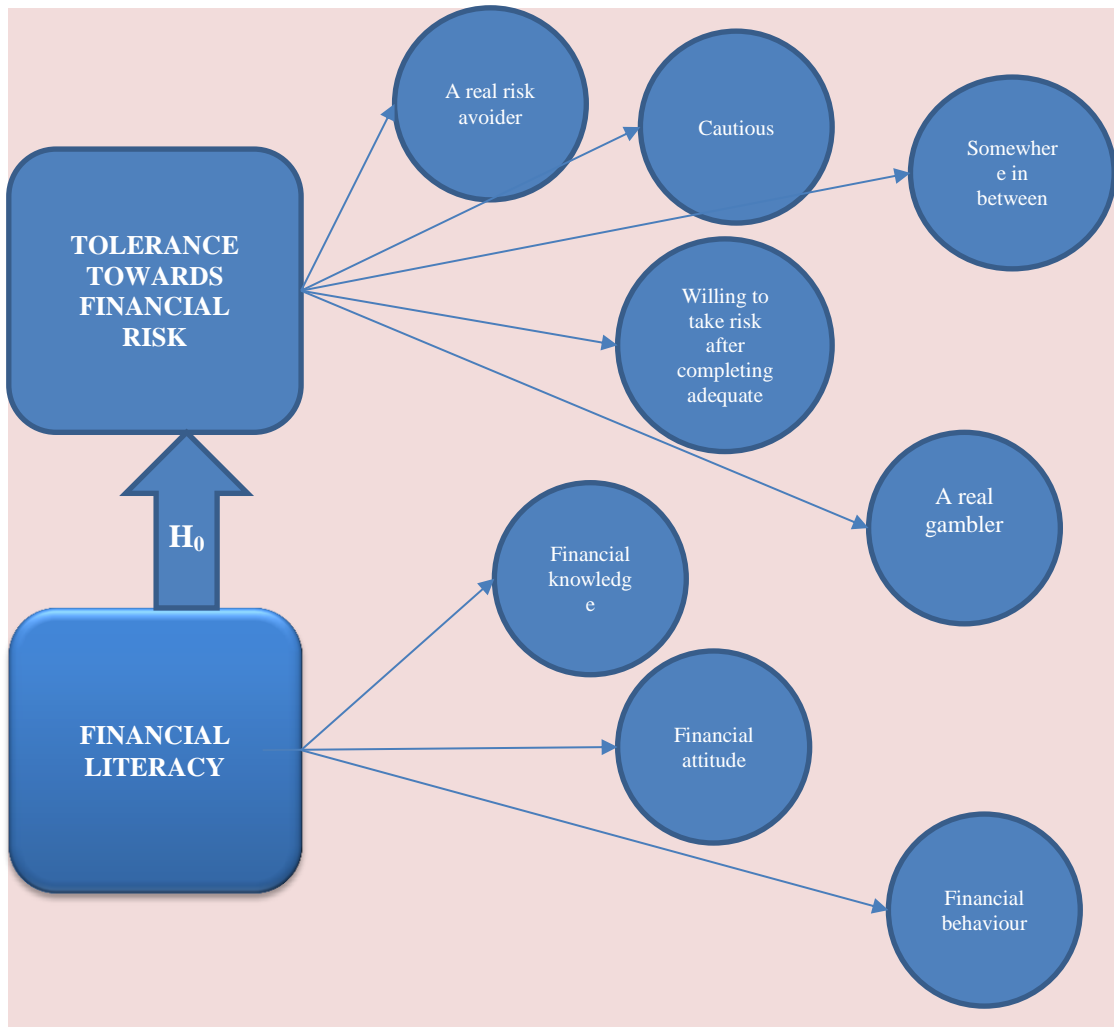 A real risk
avoider
Cautious
Somewher
e in
between
TOLERANCE
TOWARDS
FINANCIAL
RISK
Willing to
take risk
after
completing
adequate
A real
gambler
H₀
Financial
knowledg
e
FINANCIAL
LITERACY
Financial
attitude
Financial
behaviour